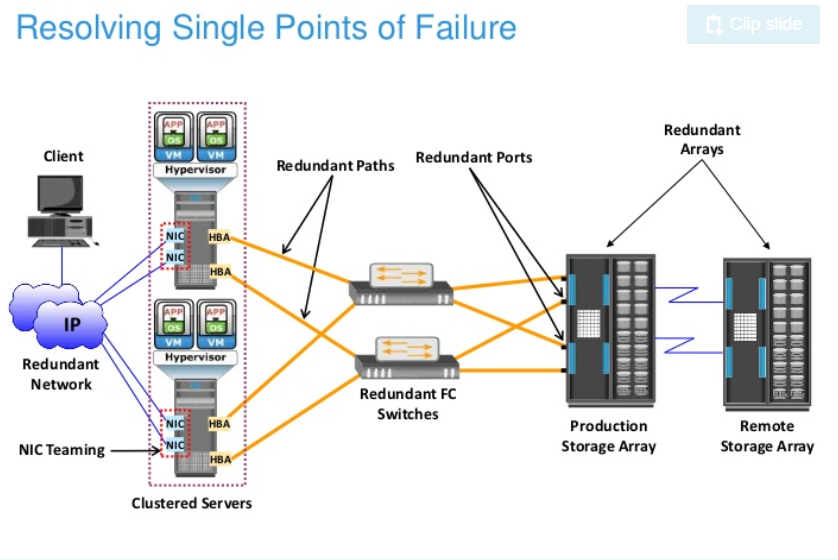 Resolving Single Points of Failure
Clip slide
Redundant
Arrays
Client
Redundant Paths
Redundant Ports
APP
OS
VM
APP
OS
VM
Hypervisor
NIC
NIC
HBA
HBA
IP
Redundant
Network
APP
OS
VM
APP
OS
VM
Hypervisor
NIC
NIC
HBA
HBA
NIC Teaming
Clustered Servers
Redundant FC
Switches
Production
Storage Array
Remote
Storage Array